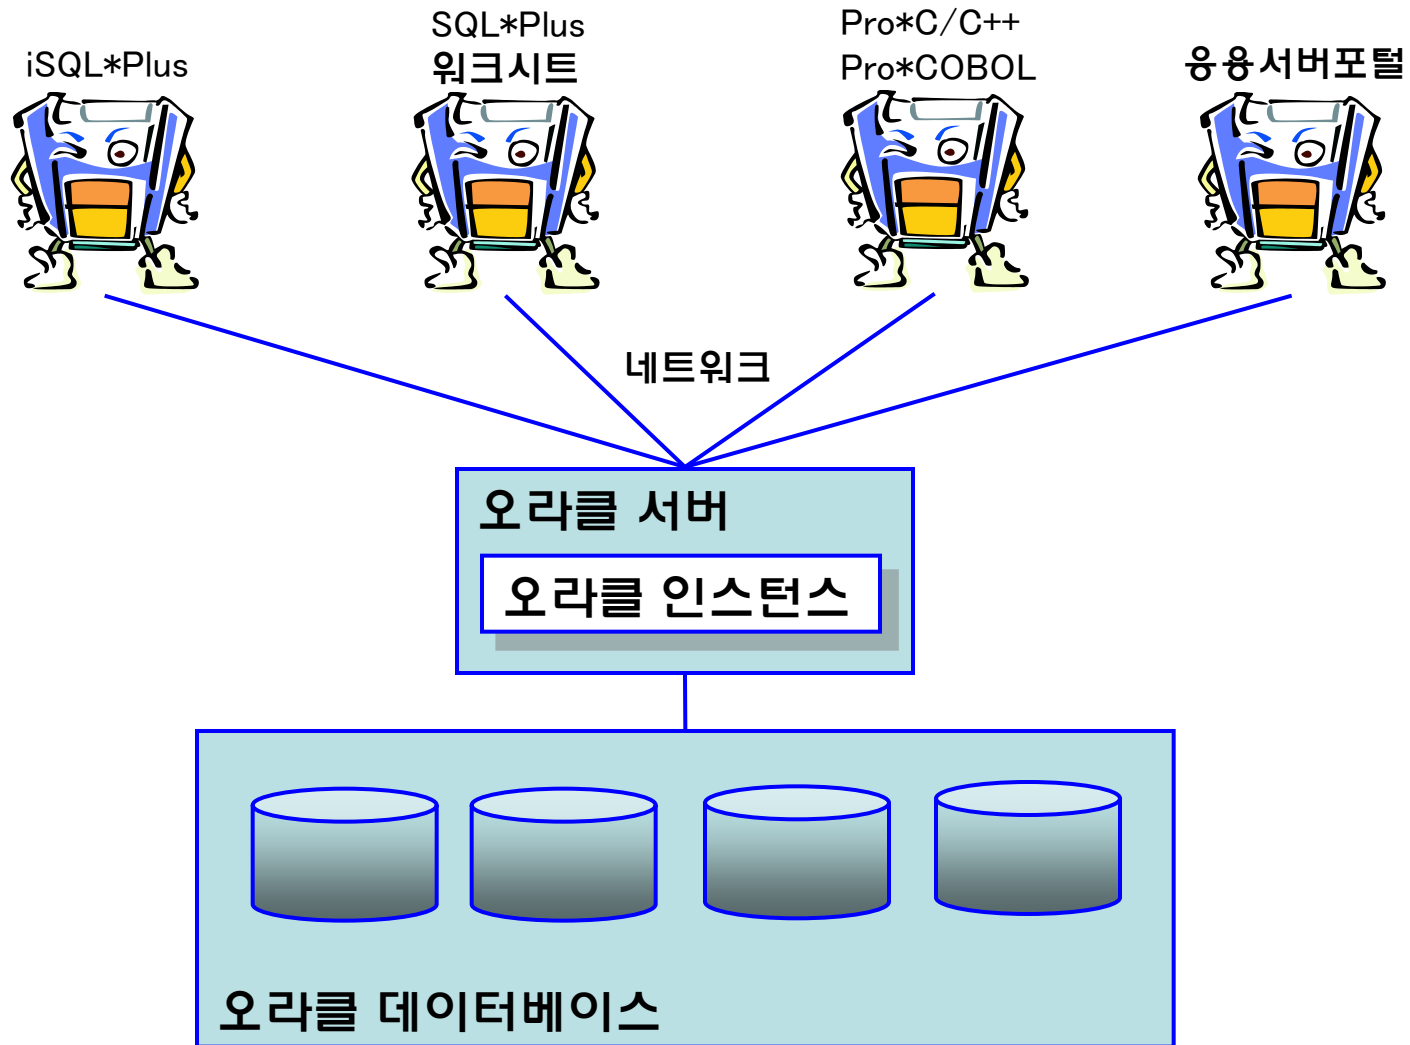 iSQL*Plus
SQL*Plus
워크시트
Pro*C/C++
Pro*COBOL
응용서버포털
네트워크
오라클 서버
오라클 인스턴스
오라클 데이터베이스